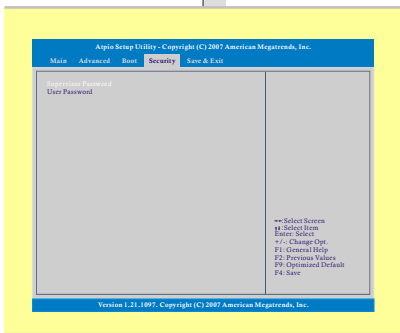 Atpio Setup Utility - Copyright (C) 2007 American Megatrends, Inc.
Main Advanced Boot Security Save & Exit
Supervisor Password
User Password
↔:Select Screen
↕:Select Item
Enter: Select
+/-: Change Opt.
F1: General Help
F2: Previous Values
F9: Optimized Default
F4: Save
Version 1.21.1097. Copyright (C) 2007 American Megatrends, Inc.